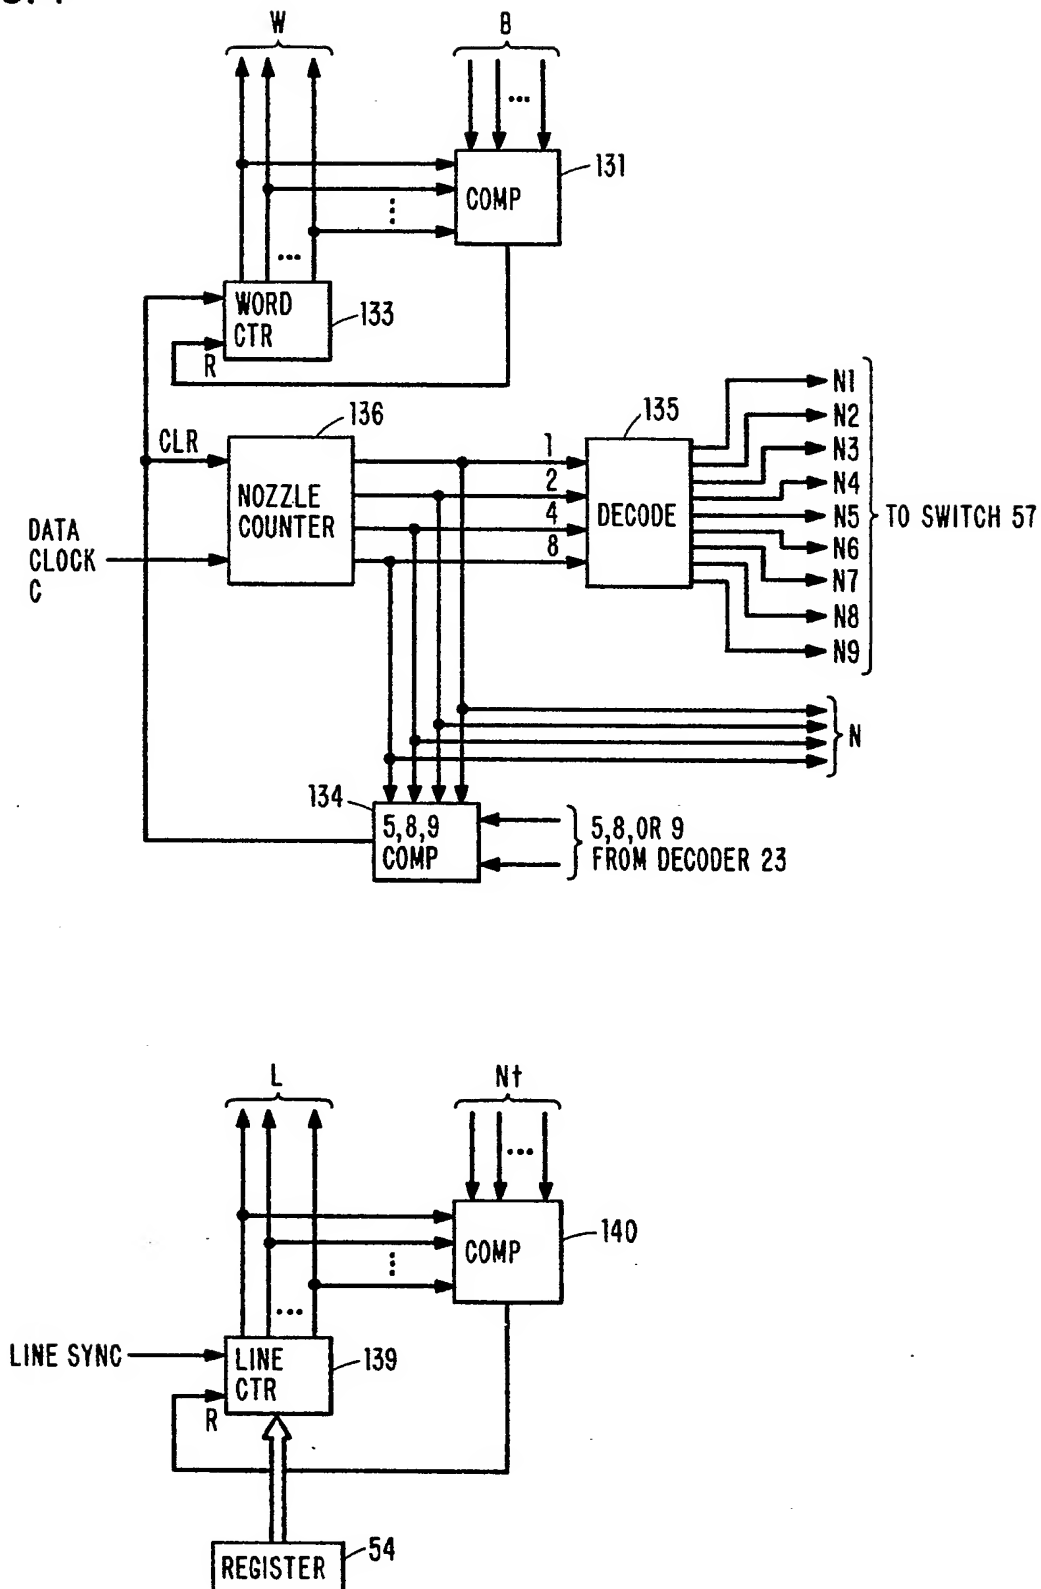 W
B
131
COMP
WORD
CTR
133
R
136
135
CLR
1
2
4
8
NOZZLE
COUNTER
DECODE
DATA
CLOCK
C
N1
N2
N3
N4
N5
N6
N7
N8
N9
TO SWITCH 57
N
134
5,8,9
COMP
5,8,OR 9
FROM DECODER 23
L
Nt
140
COMP
LINE SYNC
LINE
CTR
139
R
REGISTER
54